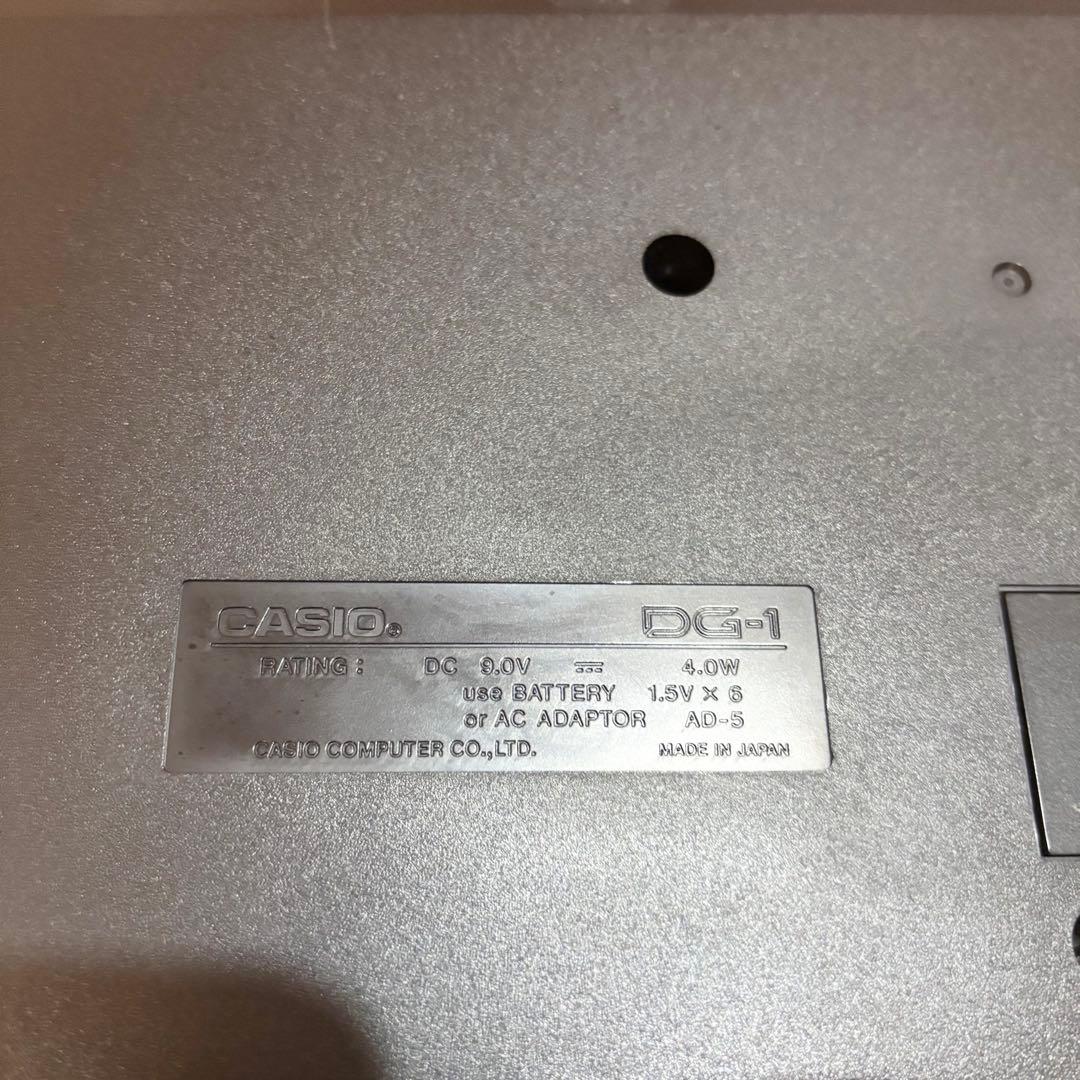 CASIO® DG-1
RATING : DC 9.0V ⎓ 4.0W
use BATTERY 1.5V × 6
or AC ADAPTOR AD-5
CASIO COMPUTER CO.,LTD. MADE IN JAPAN